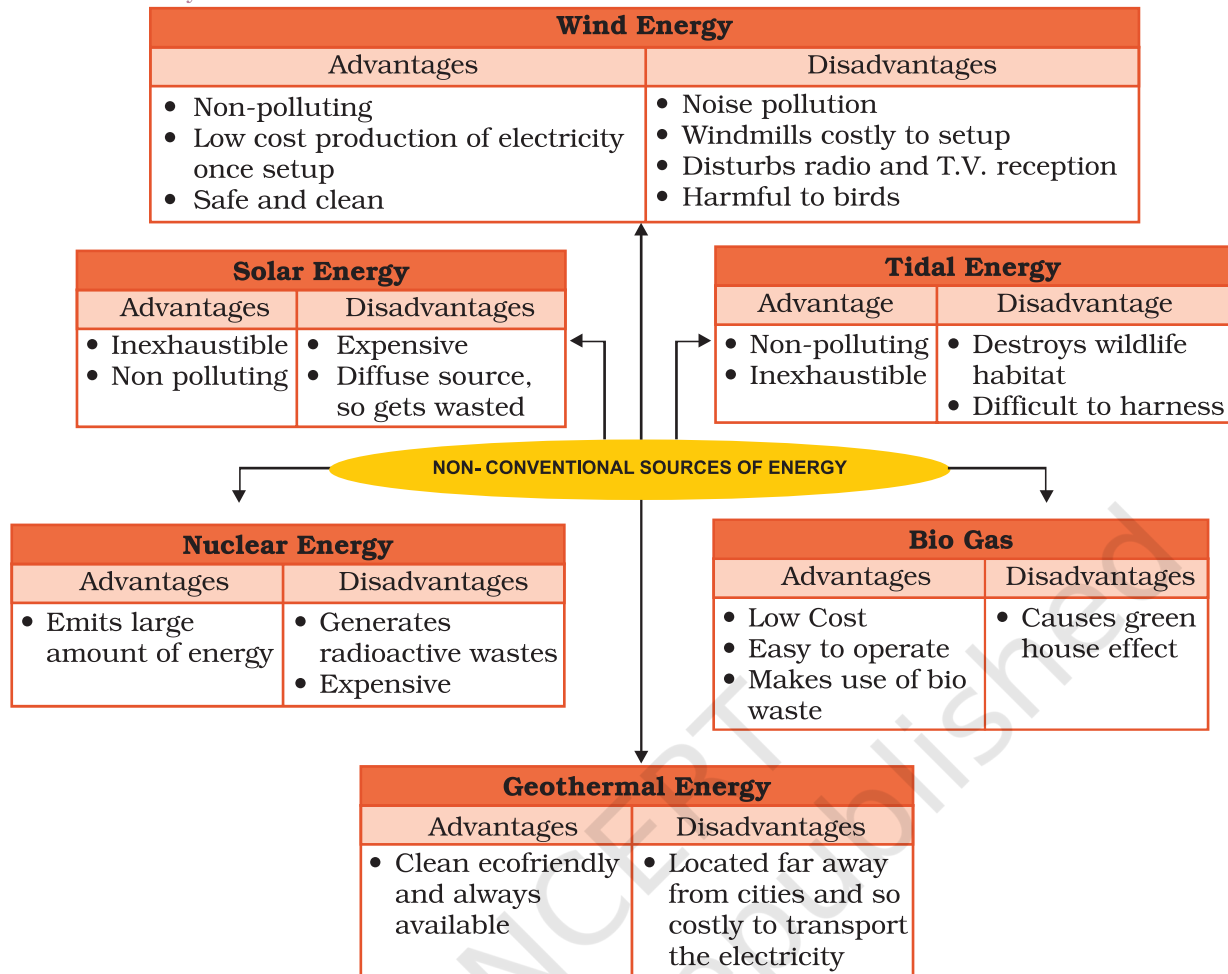 Wind Energy
Advantages
Disadvantages
• Non-polluting
• Low cost production of electricity
once setup
• Safe and clean
• Noise pollution
• Windmills costly to setup
• Disturbs radio and T.V. reception
• Harmful to birds
Solar Energy
Advantages
Disadvantages
• Inexhaustible
• Non polluting
• Expensive
• Diffuse source,
so gets wasted
Tidal Energy
Advantage
Disadvantage
• Non-polluting
• Inexhaustible
• Destroys wildlife
habitat
• Difficult to harness
NON- CONVENTIONAL SOURCES OF ENERGY
Nuclear Energy
Advantages
Disadvantages
• Emits large
amount of energy
• Generates
radioactive wastes
• Expensive
Bio Gas
Advantages
Disadvantages
• Low Cost
• Easy to operate
• Makes use of bio
waste
• Causes green
house effect
Geothermal Energy
Advantages
Disadvantages
• Clean ecofriendly
and always
available
• Located far away
from cities and so
costly to transport
the electricity
NCERT